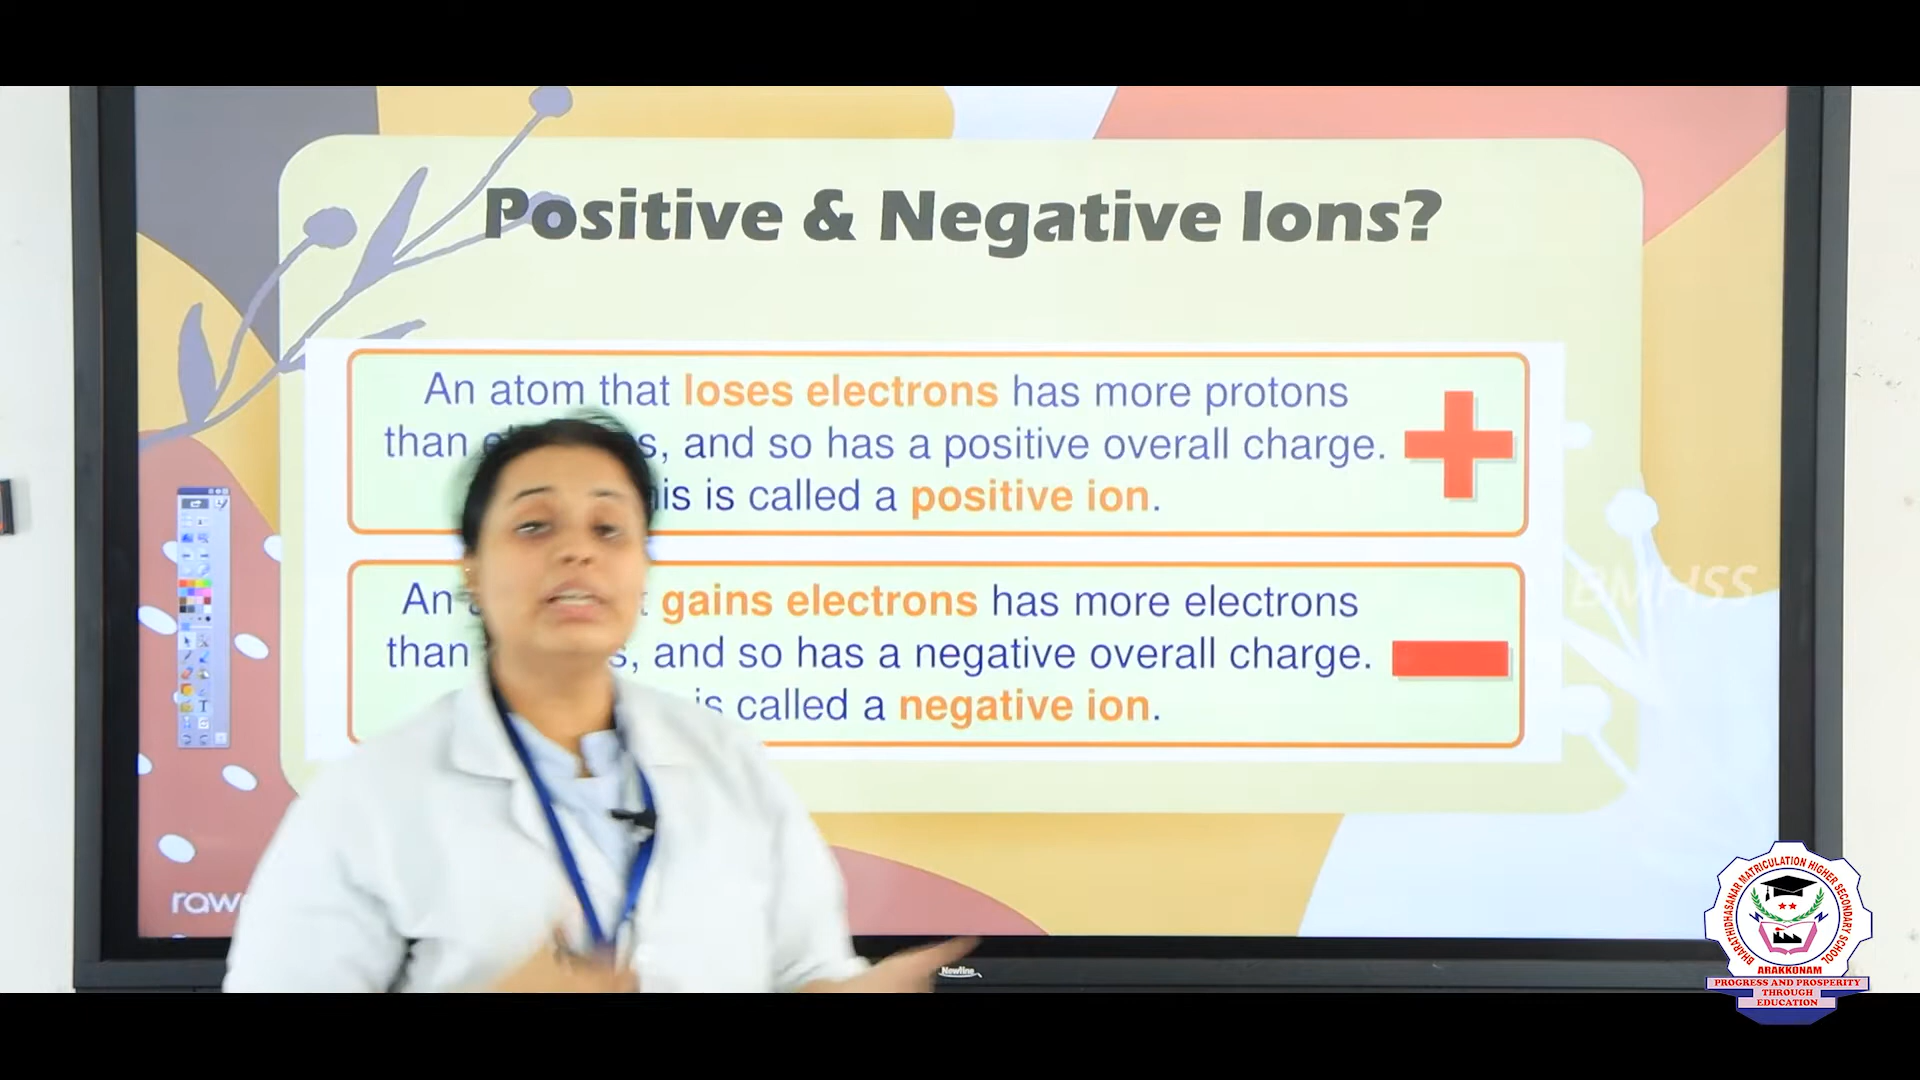 Positive & Negative Ions?
An atom that loses electrons has more protons
than s, and so has a positive overall charge.
is is called a positive ion.
An gains electrons has more electrons
than s, and so has a negative overall charge.
is called a negative ion.
BMHSS
raw
Newline
BHARATHIDHASANAR MATRICULATION HIGHER SECONDARY SCHOOL
ARAKKONAM
PROGRESS AND PROSPERITY
THROUGH
EDUCATION